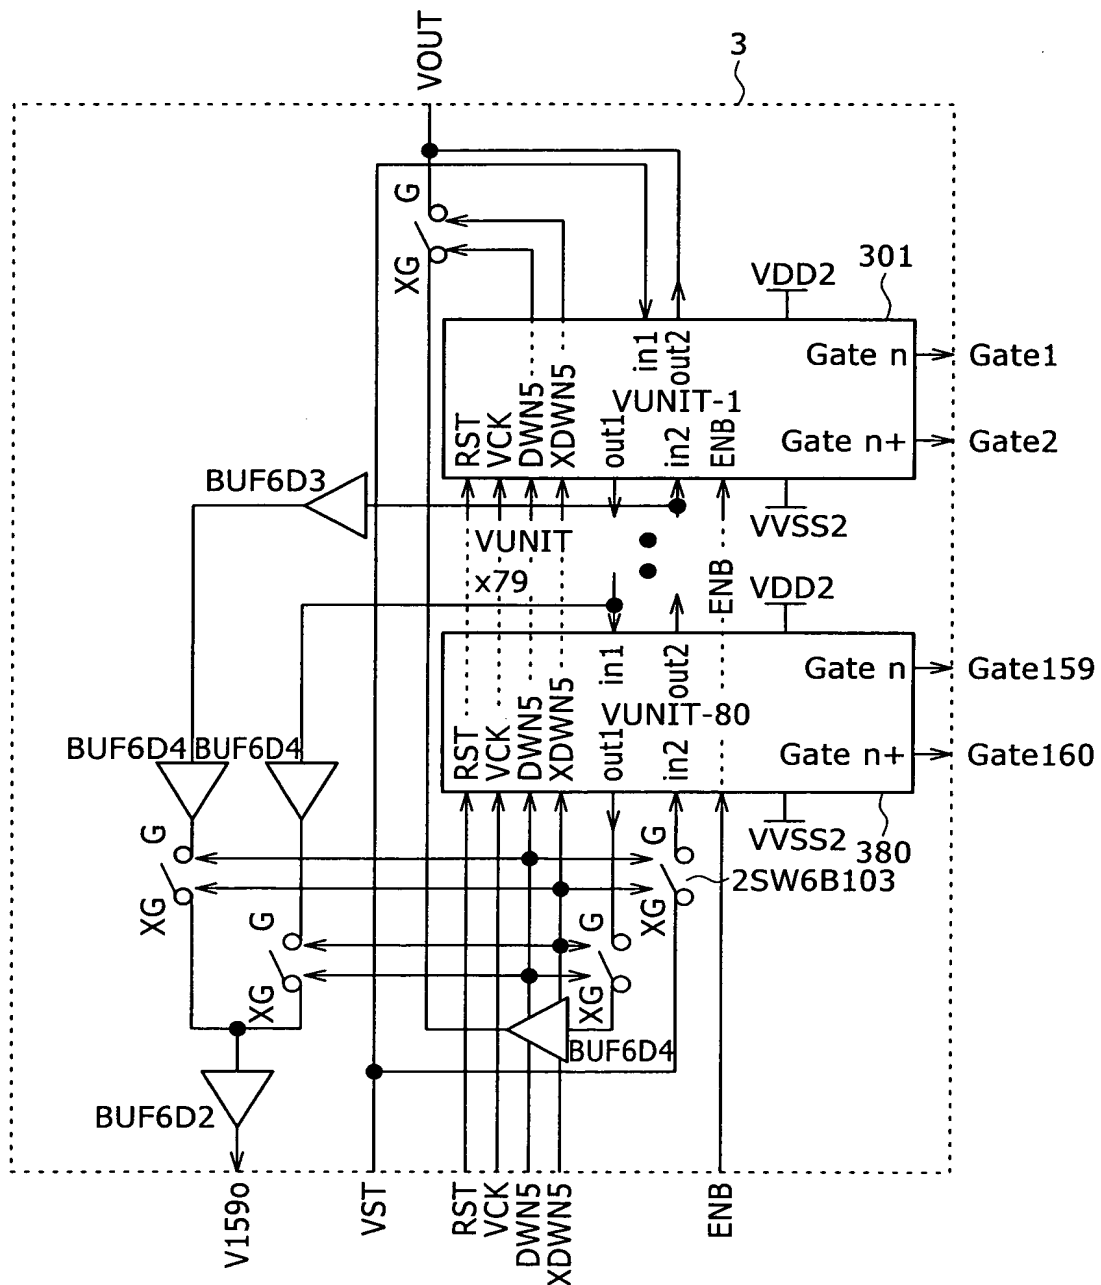 VOUT
3
G
XG
301
VDD2
in1
out2
Gate n
Gate1
VUNIT-1
RST
VCK
DWN5
XDWN5
out1
in2
ENB
Gate n+
Gate2
BUF6D3
VVSS2
VUNIT
x79
ENB
VDD2
in1
out2
Gate n
Gate159
VUNIT-80
RST
VCK
DWN5
XDWN5
out1
in2
Gate n+
Gate160
BUF6D4
BUF6D4
VVSS2
380
G
XG
G
XG
G
XG
G
XG
2SW6B103
BUF6D4
BUF6D2
V159o
VST
RST
VCK
DWN5
XDWN5
ENB